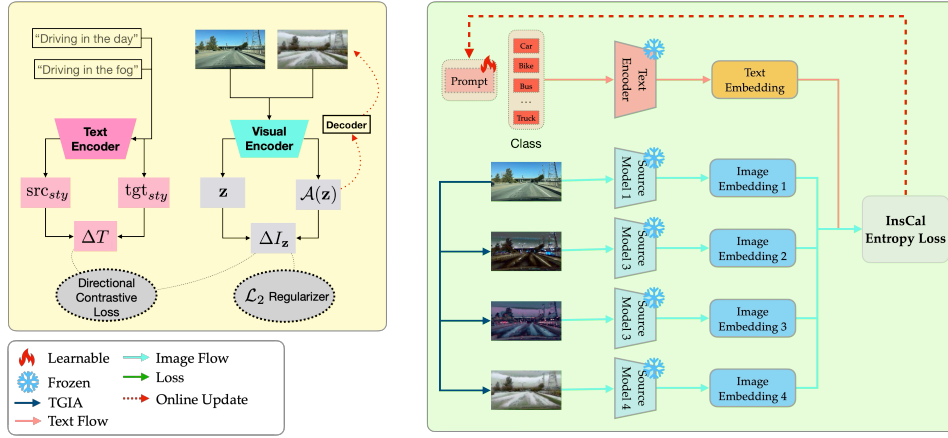 “Driving in the day”
“Driving in the fog”
Text
Encoder
src_sty
tgt_sty
ΔT
Directional
Contrastive
Loss
Visual
Encoder
Decoder
z
𝒜(z)
ΔI_z
ℒ₂ Regularizer
Learnable
Frozen
TGIA
Text Flow
Image Flow
Loss
Online Update
Prompt
Car
Bike
Bus
...
Truck
Class
Text
Encoder
Text
Embedding
Source
Model 1
Image
Embedding 1
Source
Model 3
Image
Embedding 2
Source
Model 3
Image
Embedding 3
Source
Model 4
Image
Embedding 4
InsCal
Entropy Loss